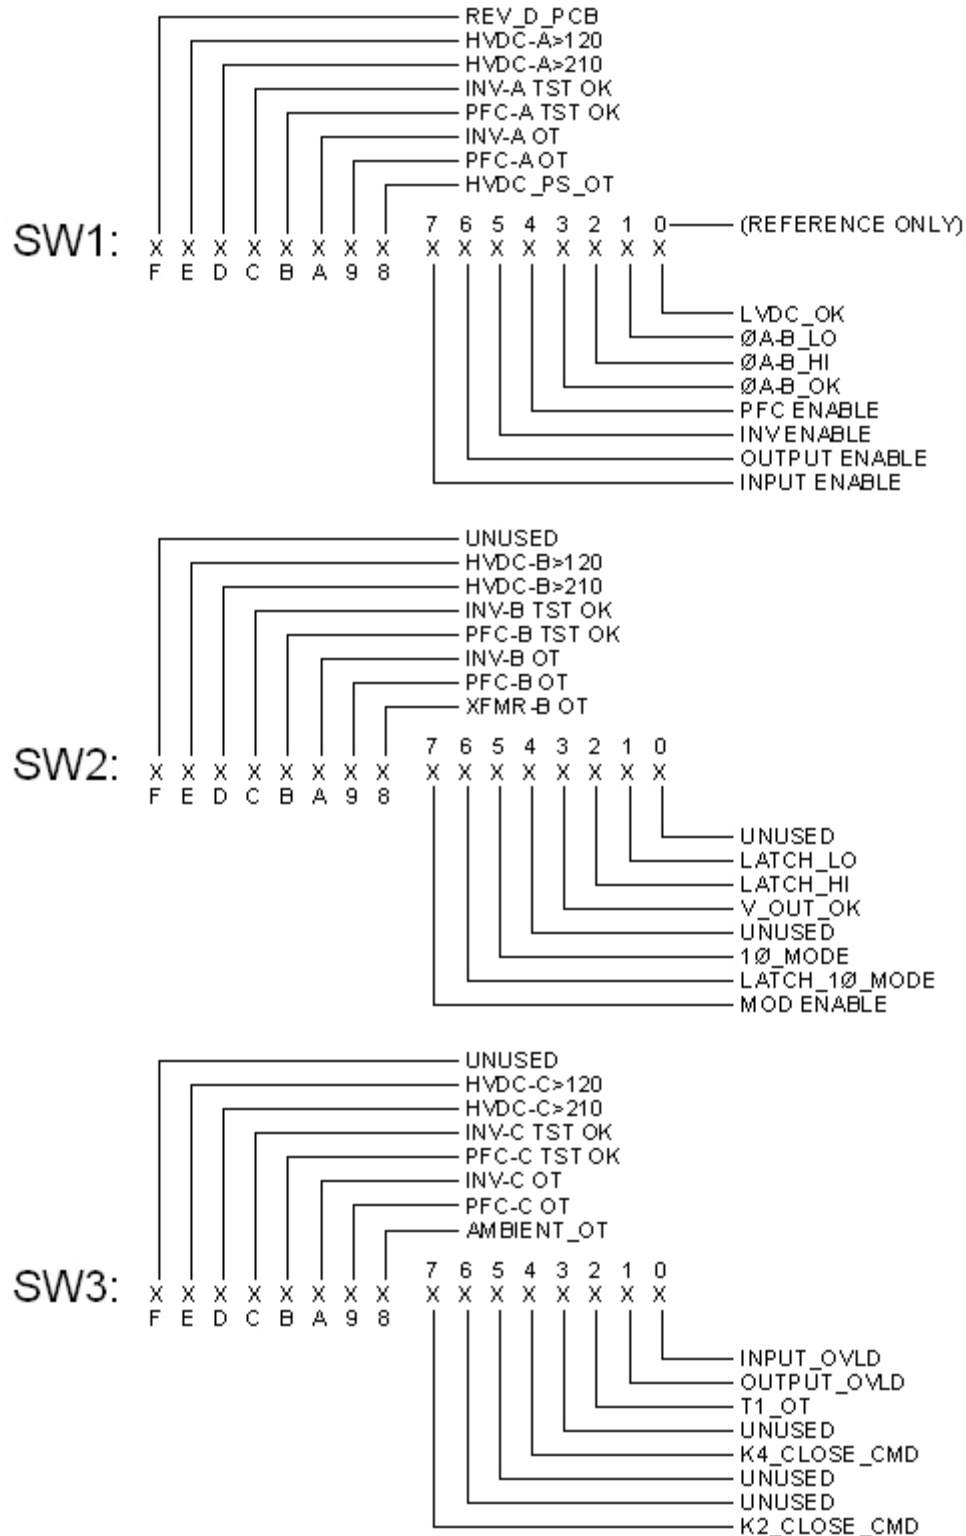 REV_D_PCB
HVDC-A>120
HVDC-A>210
INV-A TST OK
PFC-A TST OK
INV-A OT
PFC-A OT
HVDC_PS_OT
7 6 5 4 3 2 1 0 (REFERENCE ONLY)
SW1: X X X X X X X X X X X X X X X X
F E D C B A 9 8
LVDC_OK
ØA-B_LO
ØA-B_HI
ØA-B_OK
PFC ENABLE
INV ENABLE
OUTPUT ENABLE
INPUT ENABLE
UNUSED
HVDC-B>120
HVDC-B>210
INV-B TST OK
PFC-B TST OK
INV-B OT
PFC-B OT
XFMR-B OT
7 6 5 4 3 2 1 0
SW2: X X X X X X X X X X X X X X X X
F E D C B A 9 8
UNUSED
LATCH_LO
LATCH_HI
V_OUT_OK
UNUSED
1Ø_MODE
LATCH_1Ø_MODE
MOD ENABLE
UNUSED
HVDC-C>120
HVDC-C>210
INV-C TST OK
PFC-C TST OK
INV-C OT
PFC-C OT
AMBIENT_OT
7 6 5 4 3 2 1 0
SW3: X X X X X X X X X X X X X X X X
F E D C B A 9 8
INPUT_OVLD
OUTPUT_OVLD
T1_OT
UNUSED
K4_CLOSE_CMD
UNUSED
UNUSED
K2_CLOSE_CMD